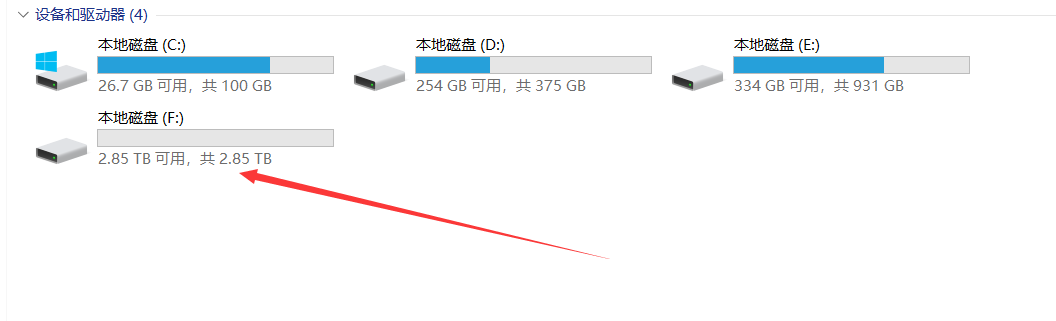 设备和驱动器 (4)
本地磁盘 (C:)
26.7 GB 可用，共 100 GB
本地磁盘 (D:)
254 GB 可用，共 375 GB
本地磁盘 (E:)
334 GB 可用，共 931 GB
本地磁盘 (F:)
2.85 TB 可用，共 2.85 TB